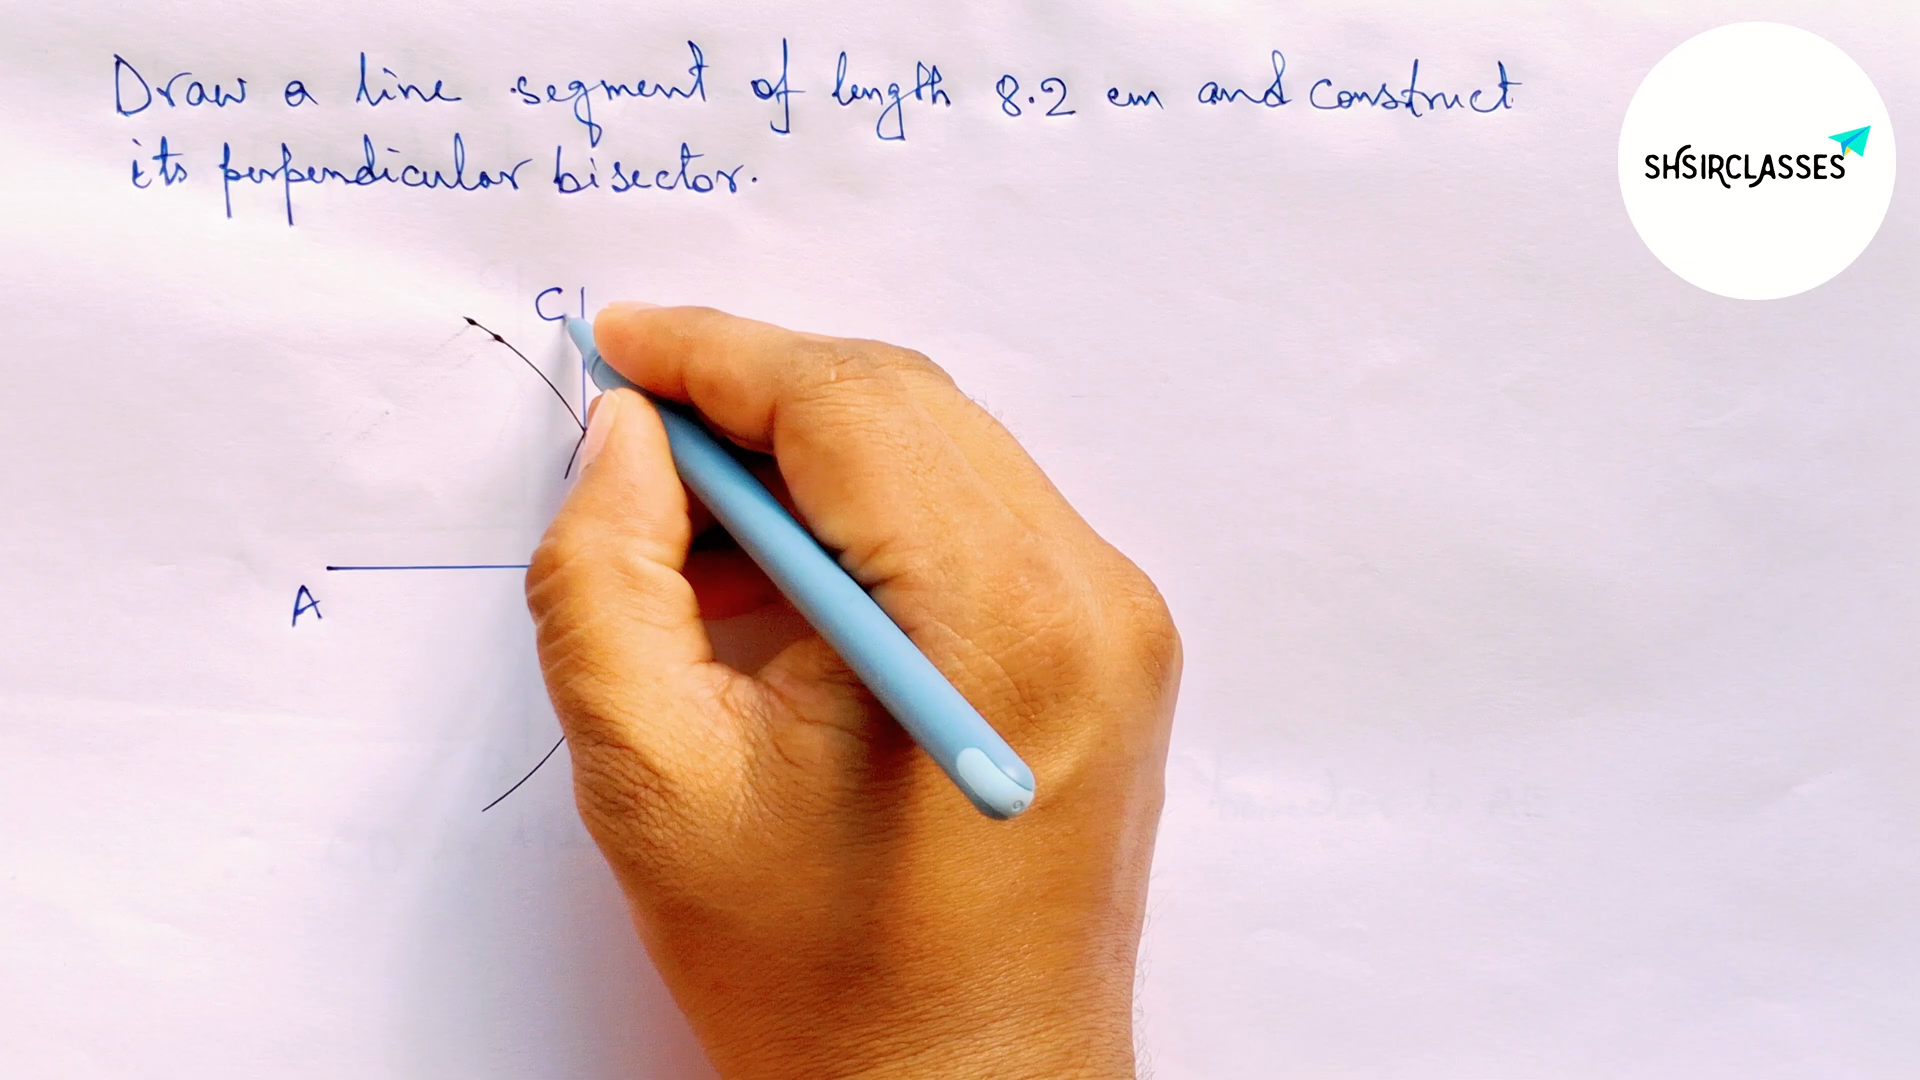 Draw a line segment of length 8.2 cm and construct
its perpendicular bisector.
SHSIRCLASSES
C
A